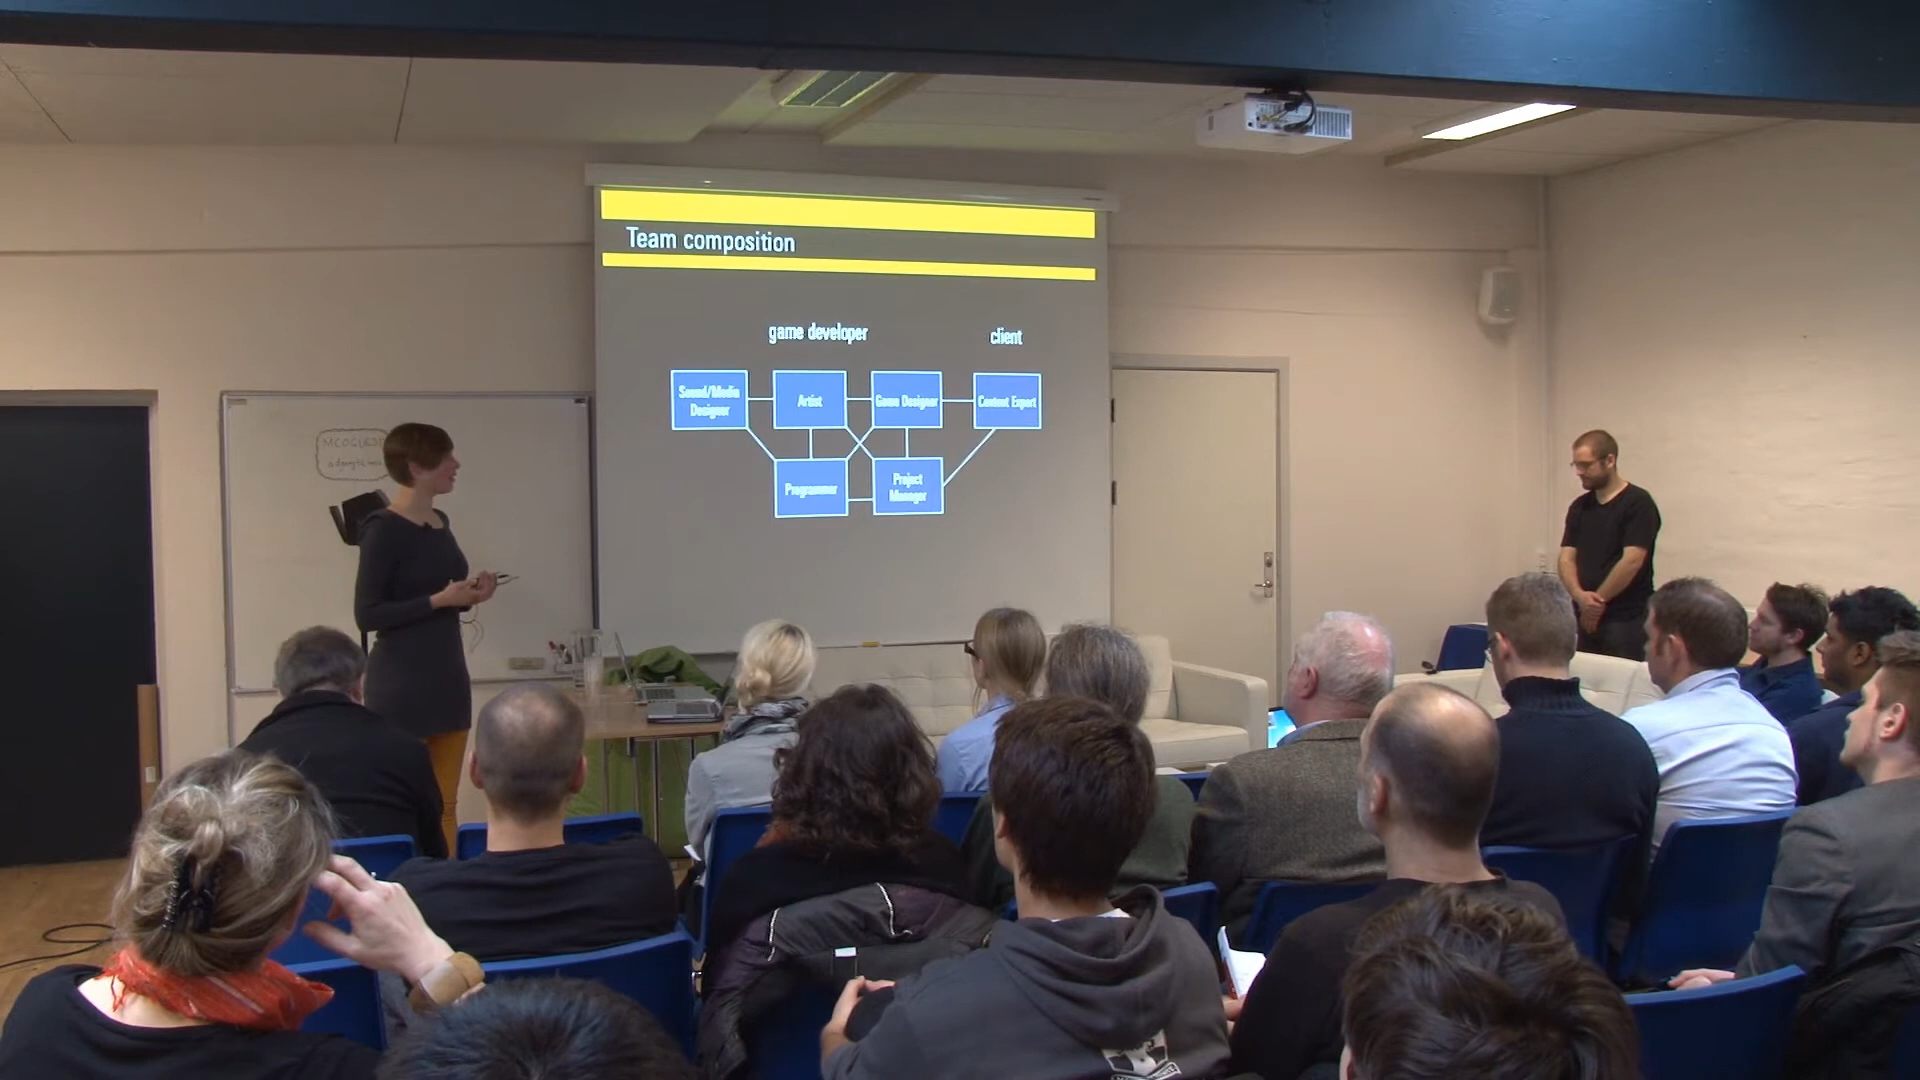 Team composition
game developer
client
Sound/Media
Designer
Artist
Game Designer
Content Expert
Programmer
Project
Manager